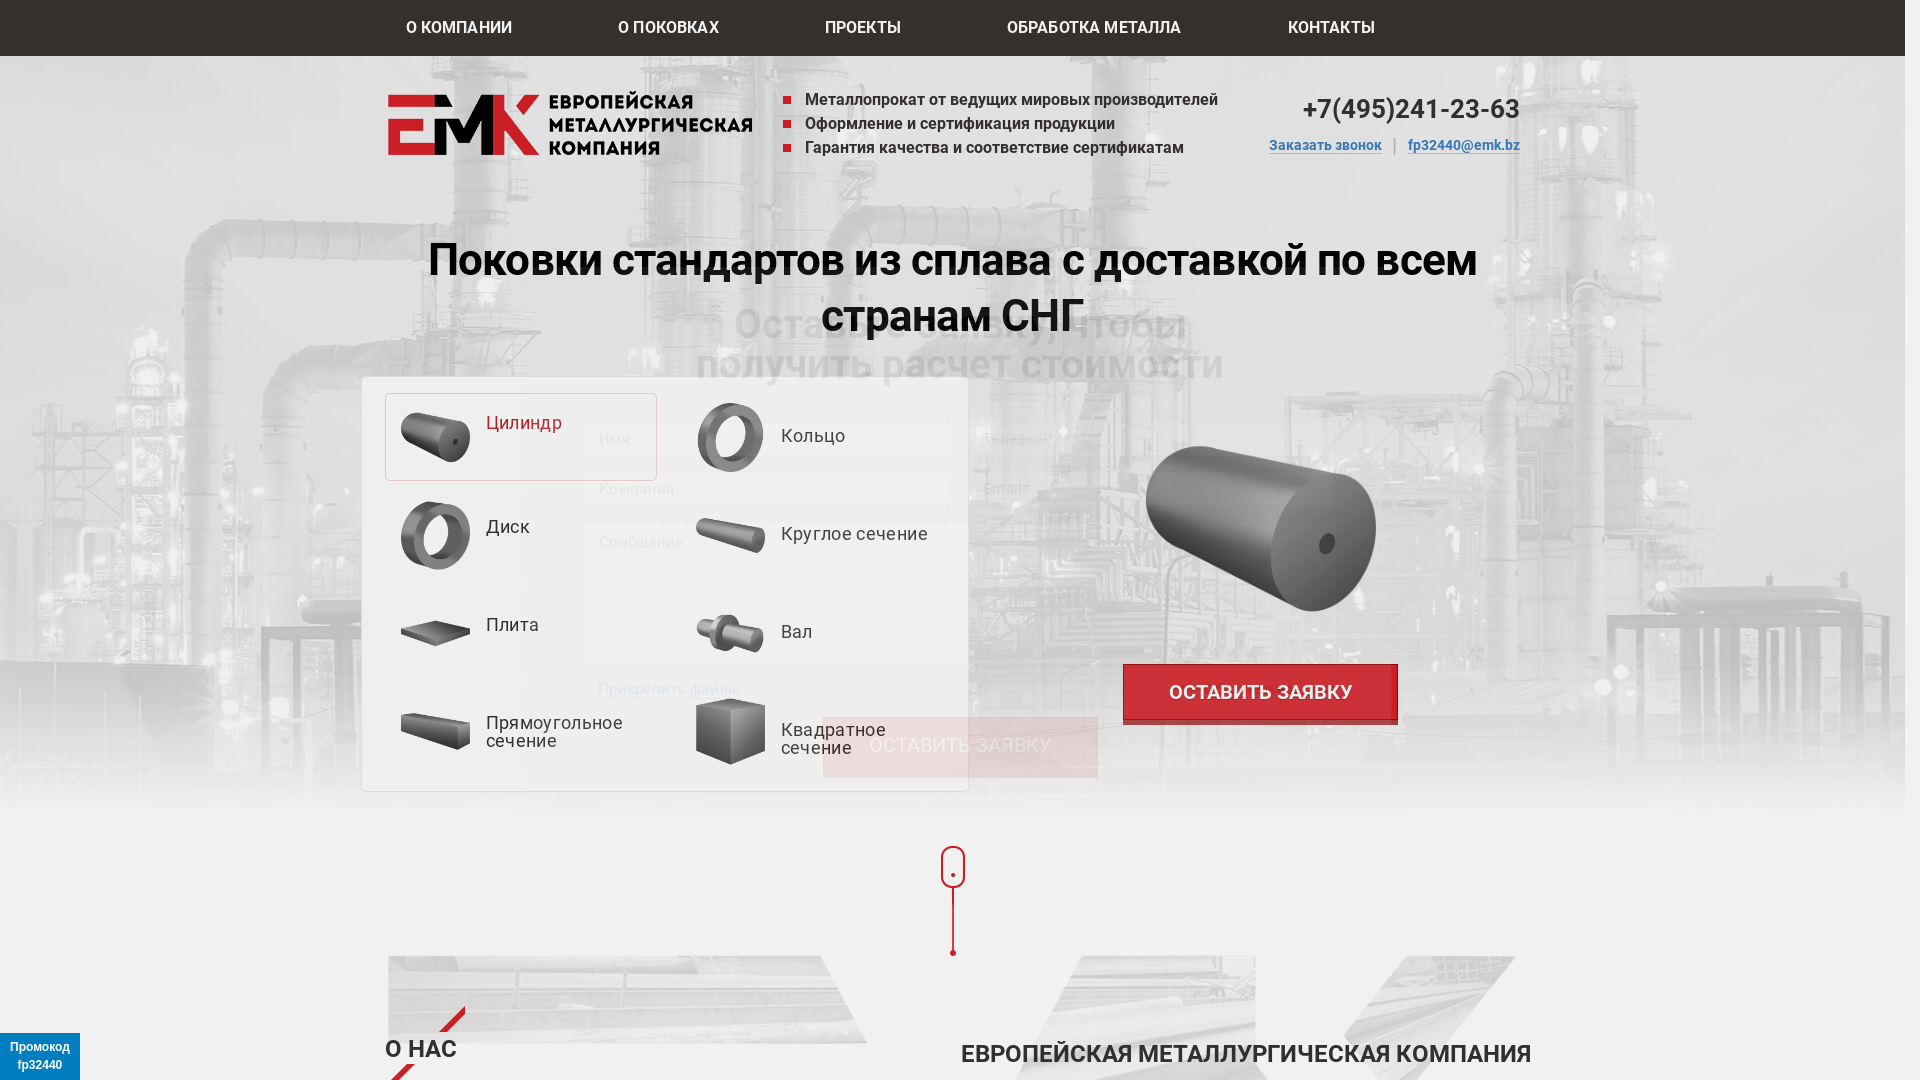 О КОМПАНИИ
О ПОКОВКАХ
ПРОЕКТЫ
ОБРАБОТКА МЕТАЛЛА
КОНТАКТЫ
ЕМК
ЕВРОПЕЙСКАЯ
МЕТАЛЛУРГИЧЕСКАЯ
КОМПАНИЯ
Металлопрокат от ведущих мировых производителей
Оформление и сертификация продукции
Гарантия качества и соответствие сертификатам
+7(495)241-23-63
Заказать звонок
fp32440@emk.bz
Поковки стандартов из сплава с доставкой по всем
странам СНГ
Оставьте заявку, чтобы
получить расчет стоимости
Имя
Телефон*
Компания
Email*
Сообщение
Прикрепить файлы
ОСТАВИТЬ ЗАЯВКУ
Цилиндр
Кольцо
Диск
Круглое сечение
Плита
Вал
Прямоугольное
сечение
Квадратное
сечение
ОСТАВИТЬ ЗАЯВКУ
О НАС
ЕВРОПЕЙСКАЯ МЕТАЛЛУРГИЧЕСКАЯ КОМПАНИЯ
Промокод
fp32440